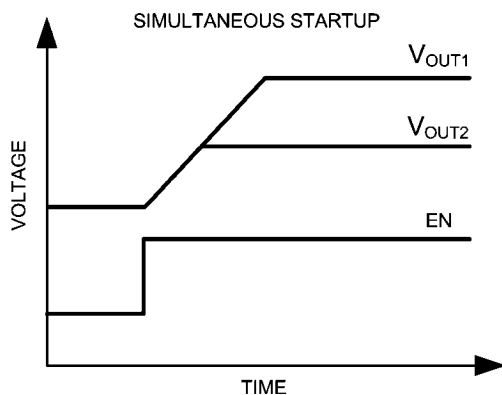 SIMULTANEOUS STARTUP
VOUT1
VOUT2
VOLTAGE
EN
TIME